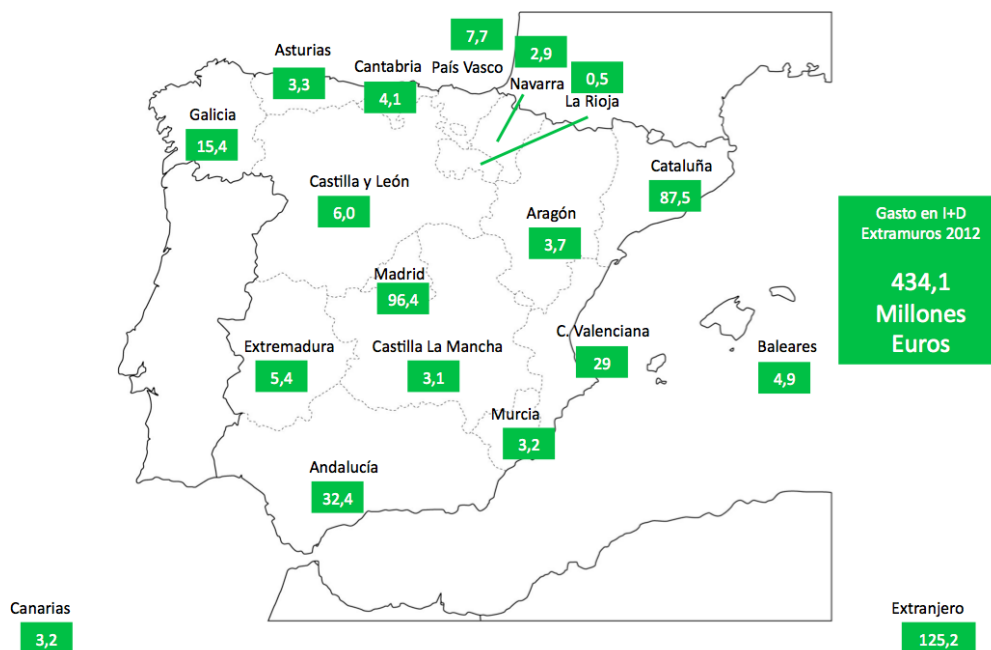 7,7
País Vasco
2,9
Navarra
0,5
La Rioja
Asturias
3,3
Cantabria
4,1
Galicia
15,4
Castilla y León
6,0
Cataluña
87,5
Aragón
3,7
Gasto en I+D
Extramuros 2012
434,1
Millones
Euros
Madrid
96,4
C. Valenciana
29
Baleares
4,9
Extremadura
5,4
Castilla La Mancha
3,1
Murcia
3,2
Andalucía
32,4
Canarias
3,2
Extranjero
125,2